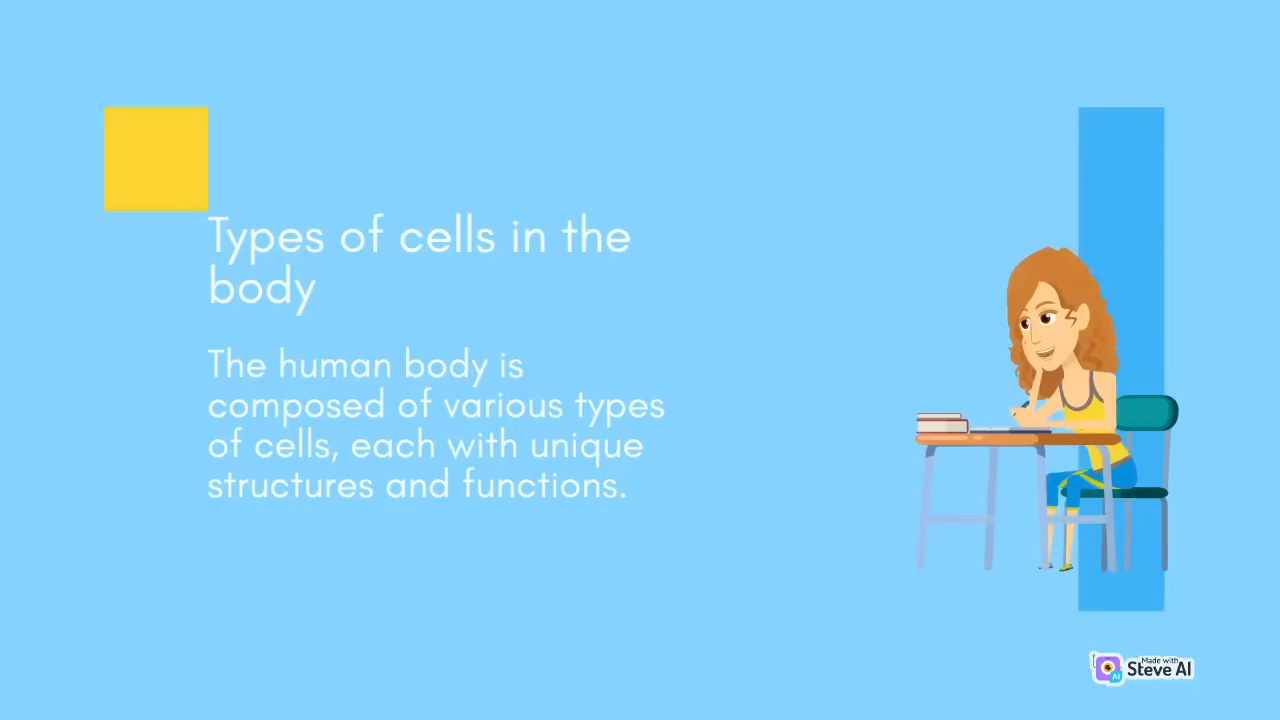 Types of cells in the
body
The human body is
composed of various types
of cells, each with unique
structures and functions.
Made with
Steve AI
AI